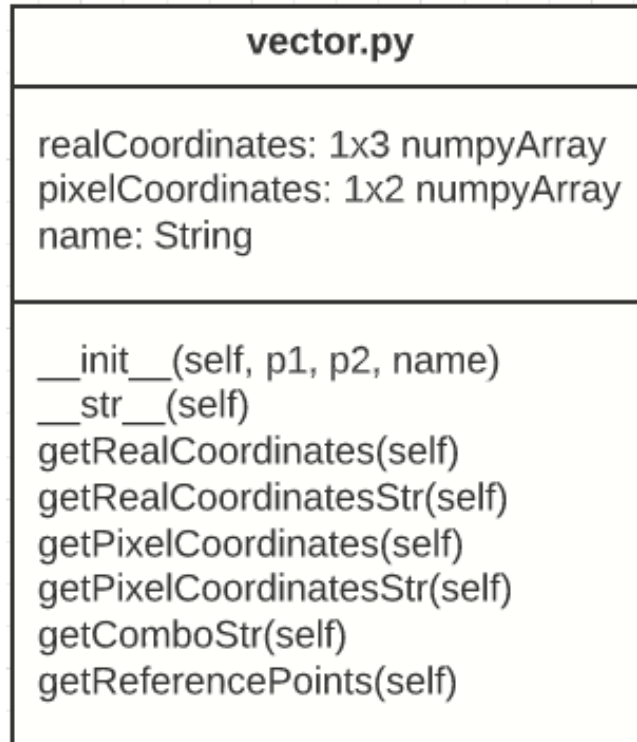 vector.py
realCoordinates: 1x3 numpyArray
pixelCoordinates: 1x2 numpyArray
name: String
__init__(self, p1, p2, name)
__str__(self)
getRealCoordinates(self)
getRealCoordinatesStr(self)
getPixelCoordinates(self)
getPixelCoordinatesStr(self)
getComboStr(self)
getReferencePoints(self)